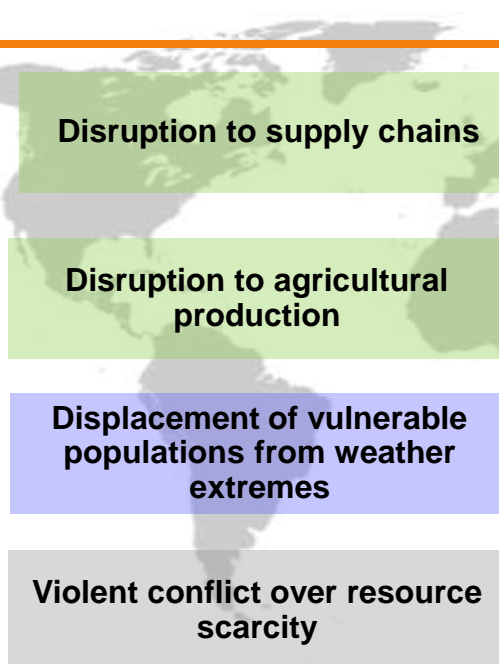 Disruption to supply chains
Disruption to agricultural
production
Displacement of vulnerable
populations from weather
extremes
Violent conflict over resource
scarcity